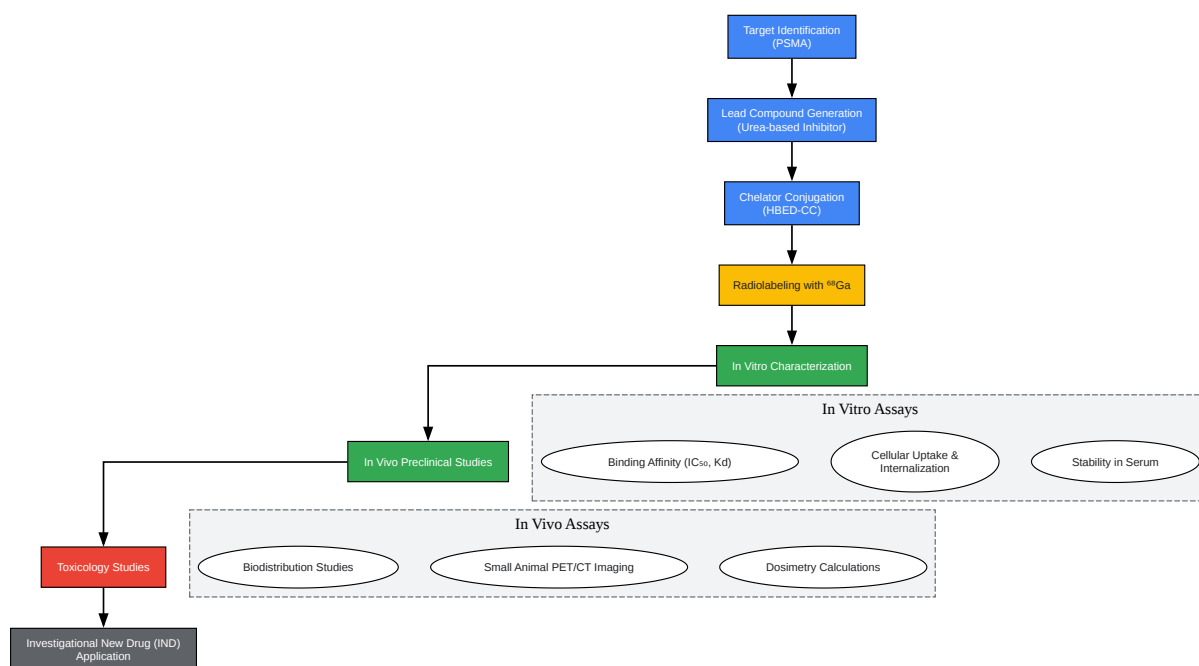 Target Identification
(PSMA)
Lead Compound Generation
(Urea-based Inhibitor)
Chelator Conjugation
(HBED-CC)
Radiolabeling with ⁶⁸Ga
In Vitro Characterization
In Vitro Assays
Binding Affinity (IC₅₀, Kd)
Cellular Uptake &
Internalization
Stability in Serum
In Vivo Preclinical Studies
In Vivo Assays
Biodistribution Studies
Small Animal PET/CT Imaging
Dosimetry Calculations
Toxicology Studies
Investigational New Drug (IND)
Application